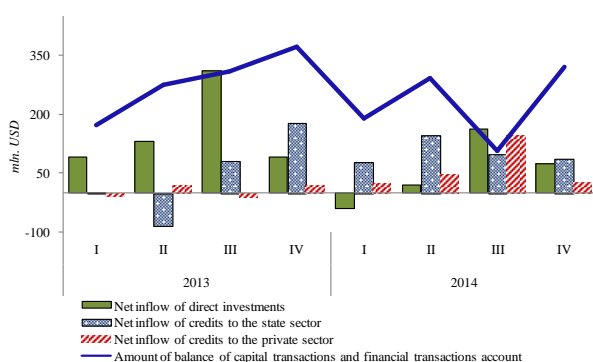 350
200
50
-100
mln. USD
I II III IV I II III IV
2013 2014
Net inflow of direct investments
Net inflow of credits to the state sector
Net inflow of credits to the private sector
Amount of balance of capital transactions and financial transactions account